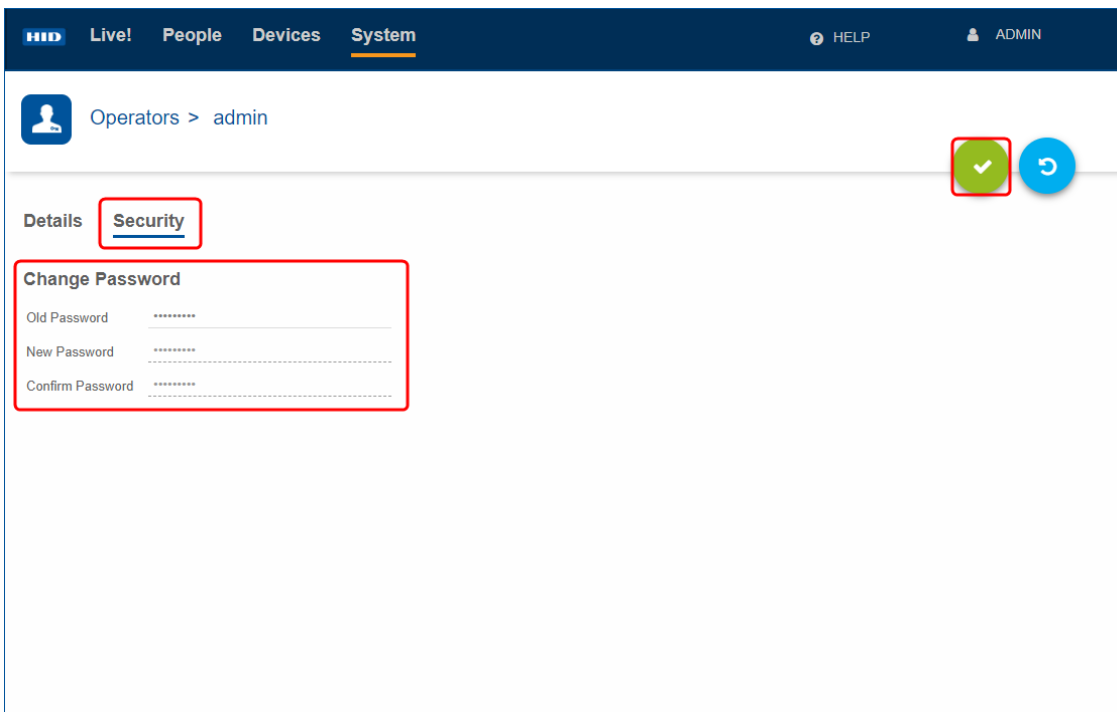 HID Live! People Devices System HELP ADMIN
Operators > admin
Details Security
Change Password
Old Password •••••••••
New Password •••••••••
Confirm Password •••••••••